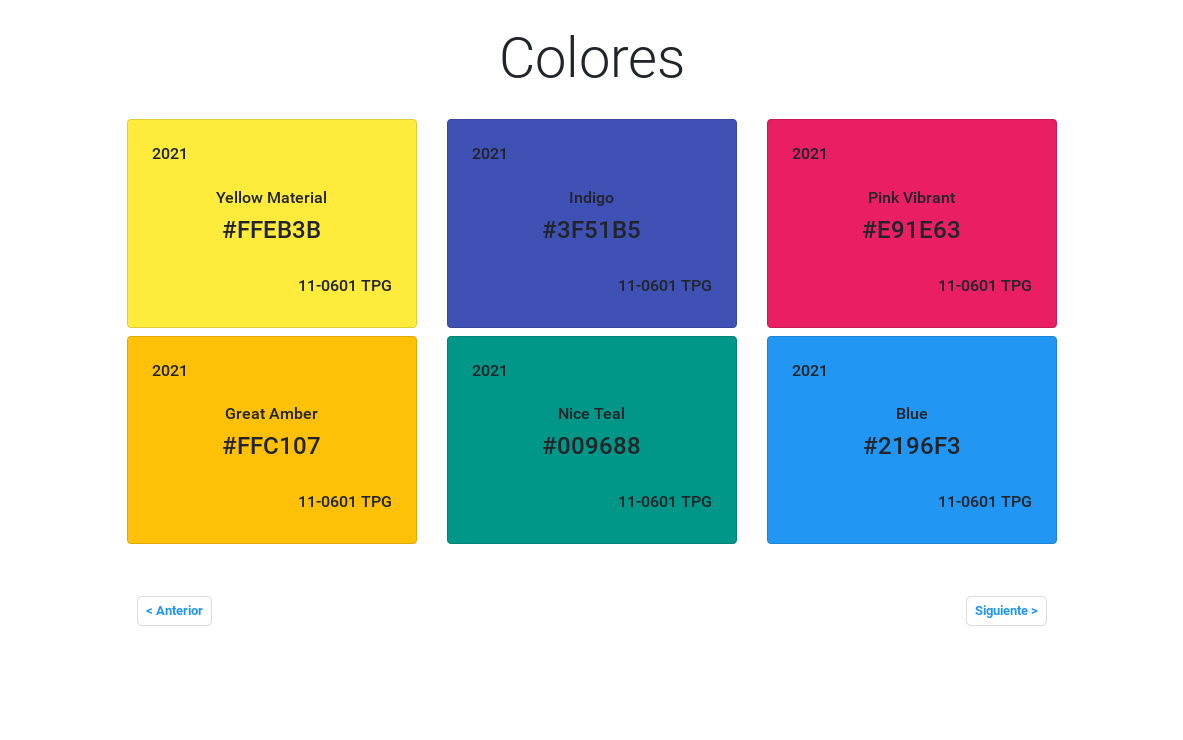 Colores
2021
Yellow Material
#FFEB3B
11-0601 TPG
2021
Indigo
#3F51B5
11-0601 TPG
2021
Pink Vibrant
#E91E63
11-0601 TPG
2021
Great Amber
#FFC107
11-0601 TPG
2021
Nice Teal
#009688
11-0601 TPG
2021
Blue
#2196F3
11-0601 TPG
< Anterior
Siguiente >